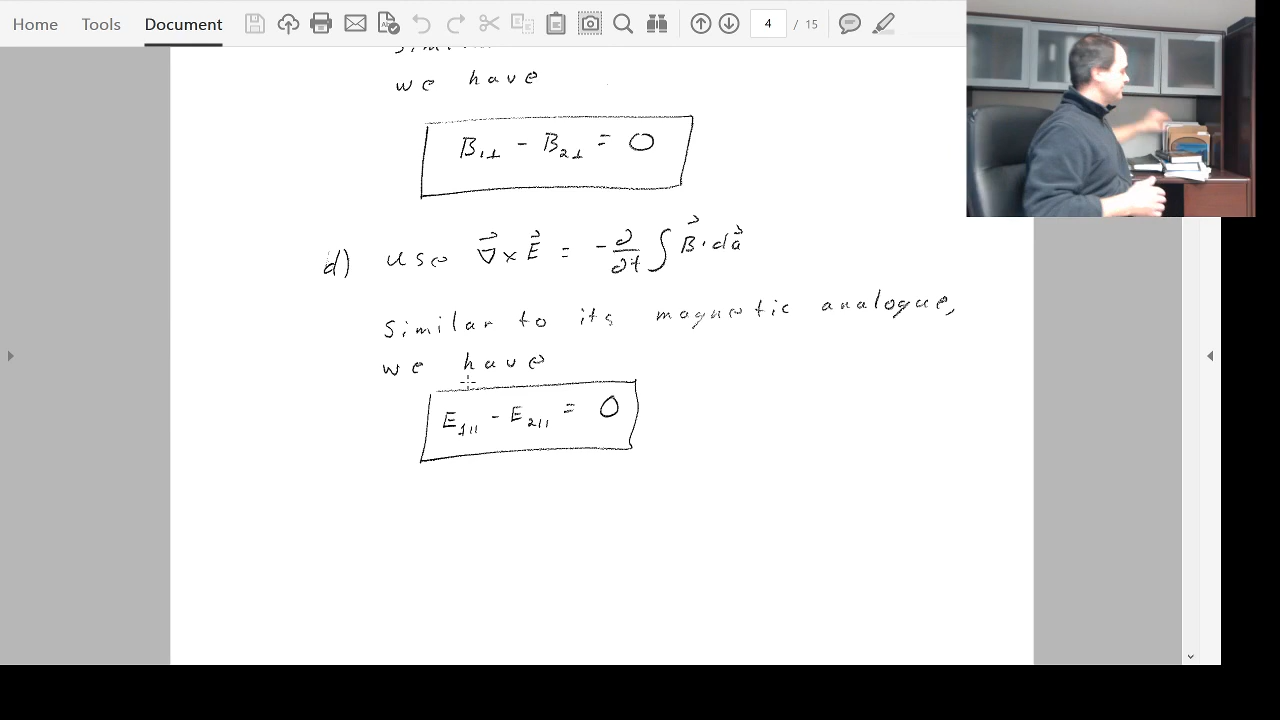 Home Tools Document 4 / 15
we have
B₁⊥ - B₂⊥ = 0
d) use ∇⃗ × E⃗ = -∂/∂t ∫ B⃗ · da⃗
Similar to its magnetic analogue,
we have
E₁∥ - E₂∥ = 0